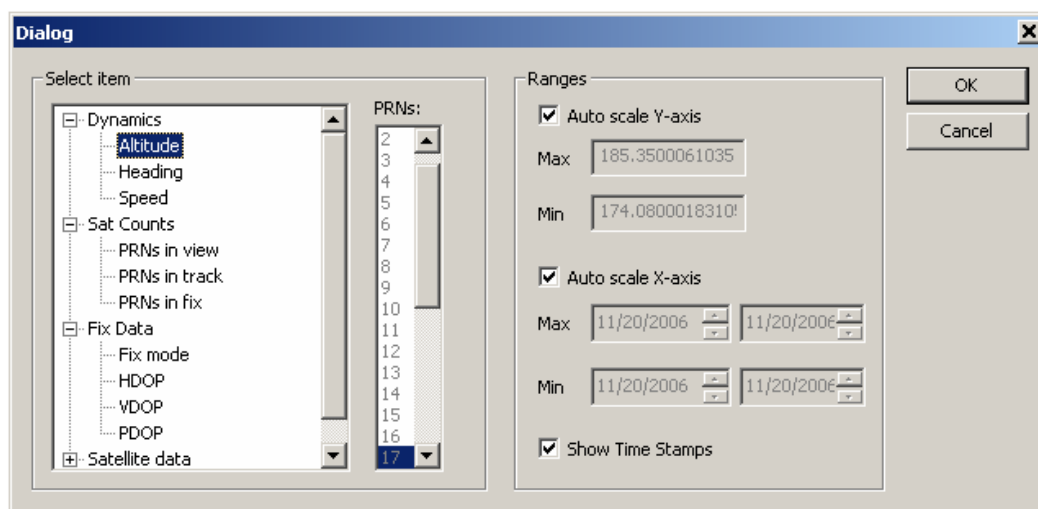 Dialog
Select item
Dynamics
Altitude
Heading
Speed
Sat Counts
PRNs in view
PRNs in track
PRNs in fix
Fix Data
Fix mode
HDOP
VDOP
PDOP
Satellite data
PRNs:
2
3
4
5
6
7
8
9
10
11
12
13
14
15
16
17
Ranges
Auto scale Y-axis
Max 185.3500061035
Min 174.0800018310
Auto scale X-axis
Max 11/20/2006 11/20/2006
Min 11/20/2006 11/20/2006
Show Time Stamps
OK
Cancel